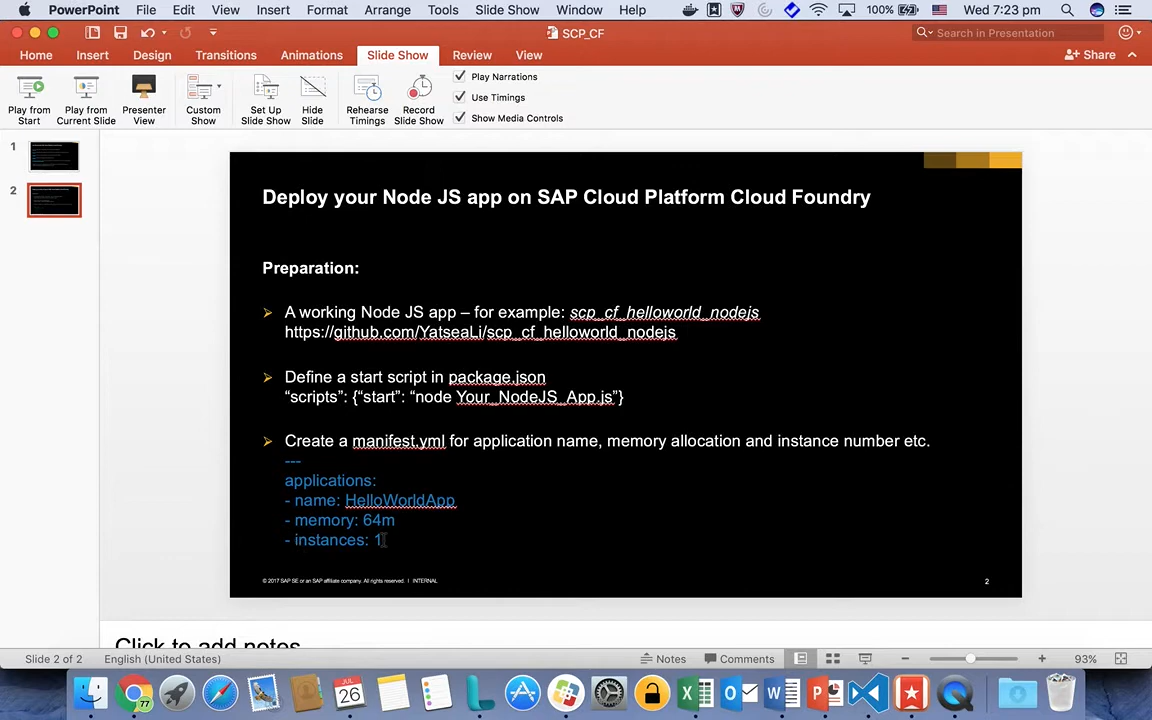 PowerPoint File Edit View Insert Format Arrange Tools Slide Show Window Help 100% Wed 7:23 pm
SCP_CF
Search in Presentation
Home Insert Design Transitions Animations Slide Show Review View
Share
Play from Start
Play from Current Slide
Presenter View
Custom Show
Set Up Slide Show
Hide Slide
Rehearse Timings
Record Slide Show
Play Narrations
Use Timings
Show Media Controls
1
2
Deploy your Node JS app on SAP Cloud Platform Cloud Foundry
Preparation:
➢ A working Node JS app – for example: scp_cf_helloworld_nodejs
https://github.com/YatseaLi/scp_cf_helloworld_nodejs
➢ Define a start script in package.json
“scripts”: {“start”: “node Your_NodeJS_App.js”}
➢ Create a manifest.yml for application name, memory allocation and instance number etc.
---
applications:
- name: HelloWorldApp
- memory: 64m
- instances: 1
© 2017 SAP SE or an SAP affiliate company. All rights reserved. | INTERNAL
2
Click to add notes
Slide 2 of 2 English (United States) Notes Comments 93%
77
JUL
26